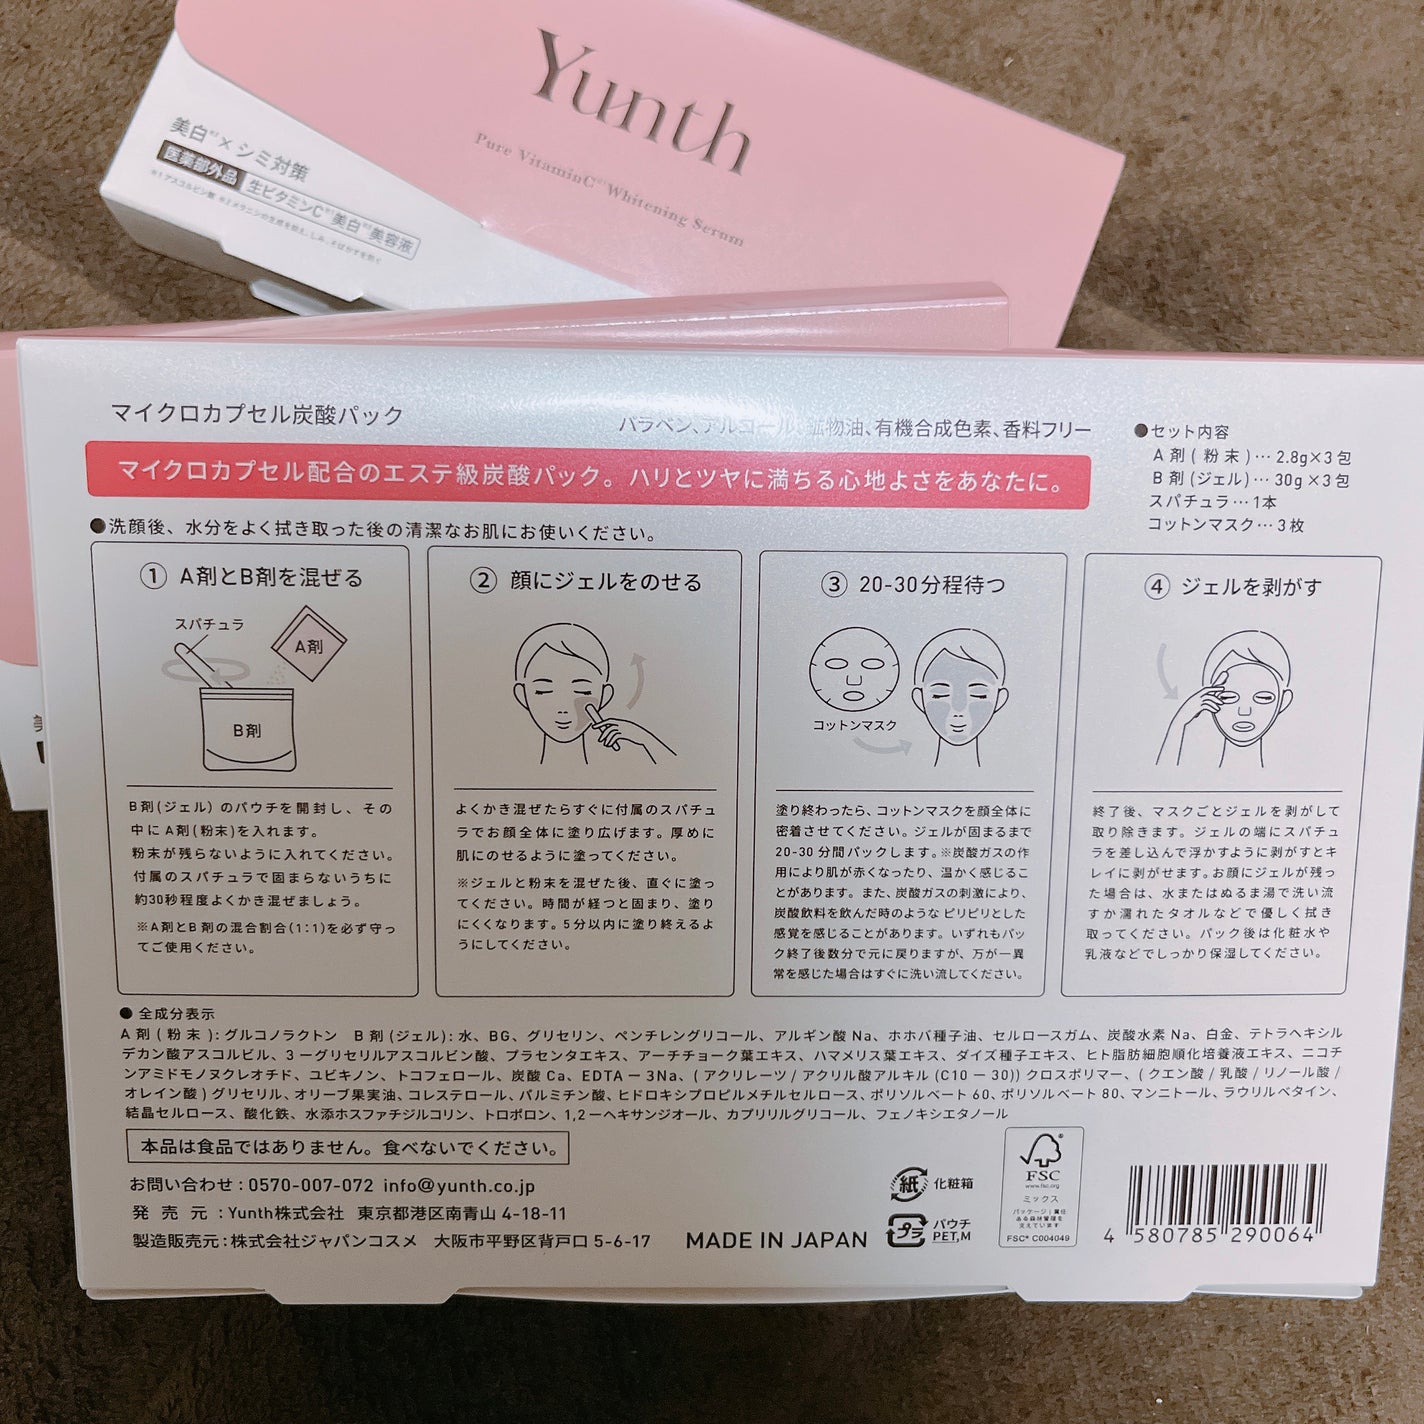 Yunth
Pure VitaminC※1 Whitening Serum
美白※2×シミ対策
医薬部外品 生ビタミンC※1 美白※2 美容液
マイクロカプセル炭酸パック
パラベン、アルコール、鉱物油、有機合成色素、香料フリー
マイクロカプセル配合のエステ級炭酸パック。ハリとツヤに満ちる心地よさをあなたに。
●セット内容
A剤(粉末)… 2.8g×3包
B剤(ジェル)… 30g×3包
スパチュラ… 1本
コットンマスク… 3枚
●洗顔後、水分をよく拭き取った後の清潔なお肌にお使いください。
① A剤とB剤を混ぜる
スパチュラ
A剤
B剤
B剤(ジェル)のパウチを開封し、その
中にA剤(粉末)を入れます。
粉末が残らないように入れてください。
付属のスパチュラで固まらないうちに
約30秒程度よくかき混ぜましょう。
※A剤とB剤の混合割合(1:1)を必ず守っ
てご使用ください。
② 顔にジェルをのせる
よくかき混ぜたらすぐに付属のスパチュ
ラでお顔全体に塗り広げます。厚めに
肌にのせるように塗ってください。
※ジェルと粉末を混ぜた後、直ぐに塗っ
てください。時間が経つと固まり、塗り
にくくなります。5分以内に塗り終えるよ
うにしてください。
③ 20-30分程待つ
コットンマスク
塗り終わったら、コットンマスクを顔全体に
密着させてください。ジェルが固まるまで
20-30分間パックします。※炭酸ガスの作
用により肌が赤くなったり、温かく感じるこ
とがあります。また、炭酸ガスの刺激により、
炭酸飲料を飲んだ時のようなピリピリとした
感覚を感じることがあります。いずれもパッ
ク終了後数分で元に戻りますが、万が一異
常を感じた場合はすぐに洗い流してください。
④ ジェルを剥がす
終了後、マスクごとジェルを剥がして
取り除きます。ジェルの端にスパチュ
ラを差し込んで浮かすように剥がすとキ
レイに剥がせます。お顔にジェルが残っ
た場合は、水またはぬるま湯で洗い流
すか濡れたタオルなどで優しく拭き
取ってください。パック後は化粧水や
乳液などでしっかり保湿してください。
●全成分表示
A剤(粉末):グルコノラクトン B剤(ジェル):水、BG、グリセリン、ペンチレングリコール、アルギン酸Na、ホホバ種子油、セルロースガム、炭酸水素Na、白金、テトラヘキシル
デカン酸アスコルビル、3-グリセリルアスコルビン酸、プラセンタエキス、アーチチョーク葉エキス、ハマメリス葉エキス、ダイズ種子エキス、ヒト脂肪細胞順化培養液エキス、ニコチ
ンアミドモノヌクレオチド、ユビキノン、トコフェロール、炭酸Ca、EDTA-3Na、(アクリレーツ/アクリル酸アルキル(C10-30))クロスポリマー、(クエン酸/乳酸/リノール酸/
オレイン酸)グリセリル、オリーブ果実油、コレステロール、パルミチン酸、ヒドロキシプロピルメチルセルロース、ポリソルベート60、ポリソルベート80、マンニトール、ラウリルベタイン、
結晶セルロース、酸化鉄、水添ホスファチジルコリン、トロポロン、1,2-ヘキサンジオール、カプリリルグリコール、フェノキシエタノール
本品は食品ではありません。食べないでください。
お問い合わせ:0570-007-072 info@yunth.co.jp
発売元:Yunth株式会社 東京都港区南青山4-18-11
製造販売元:株式会社ジャパンコスメ 大阪市平野区背戸口5-6-17
MADE IN JAPAN
紙 化粧箱
プラ パウチ
PET,M
FSC
www.fsc.org
ミックス
パッケージ|責任
ある森林管理を
支えています
FSC® C004049
4 580785 290064